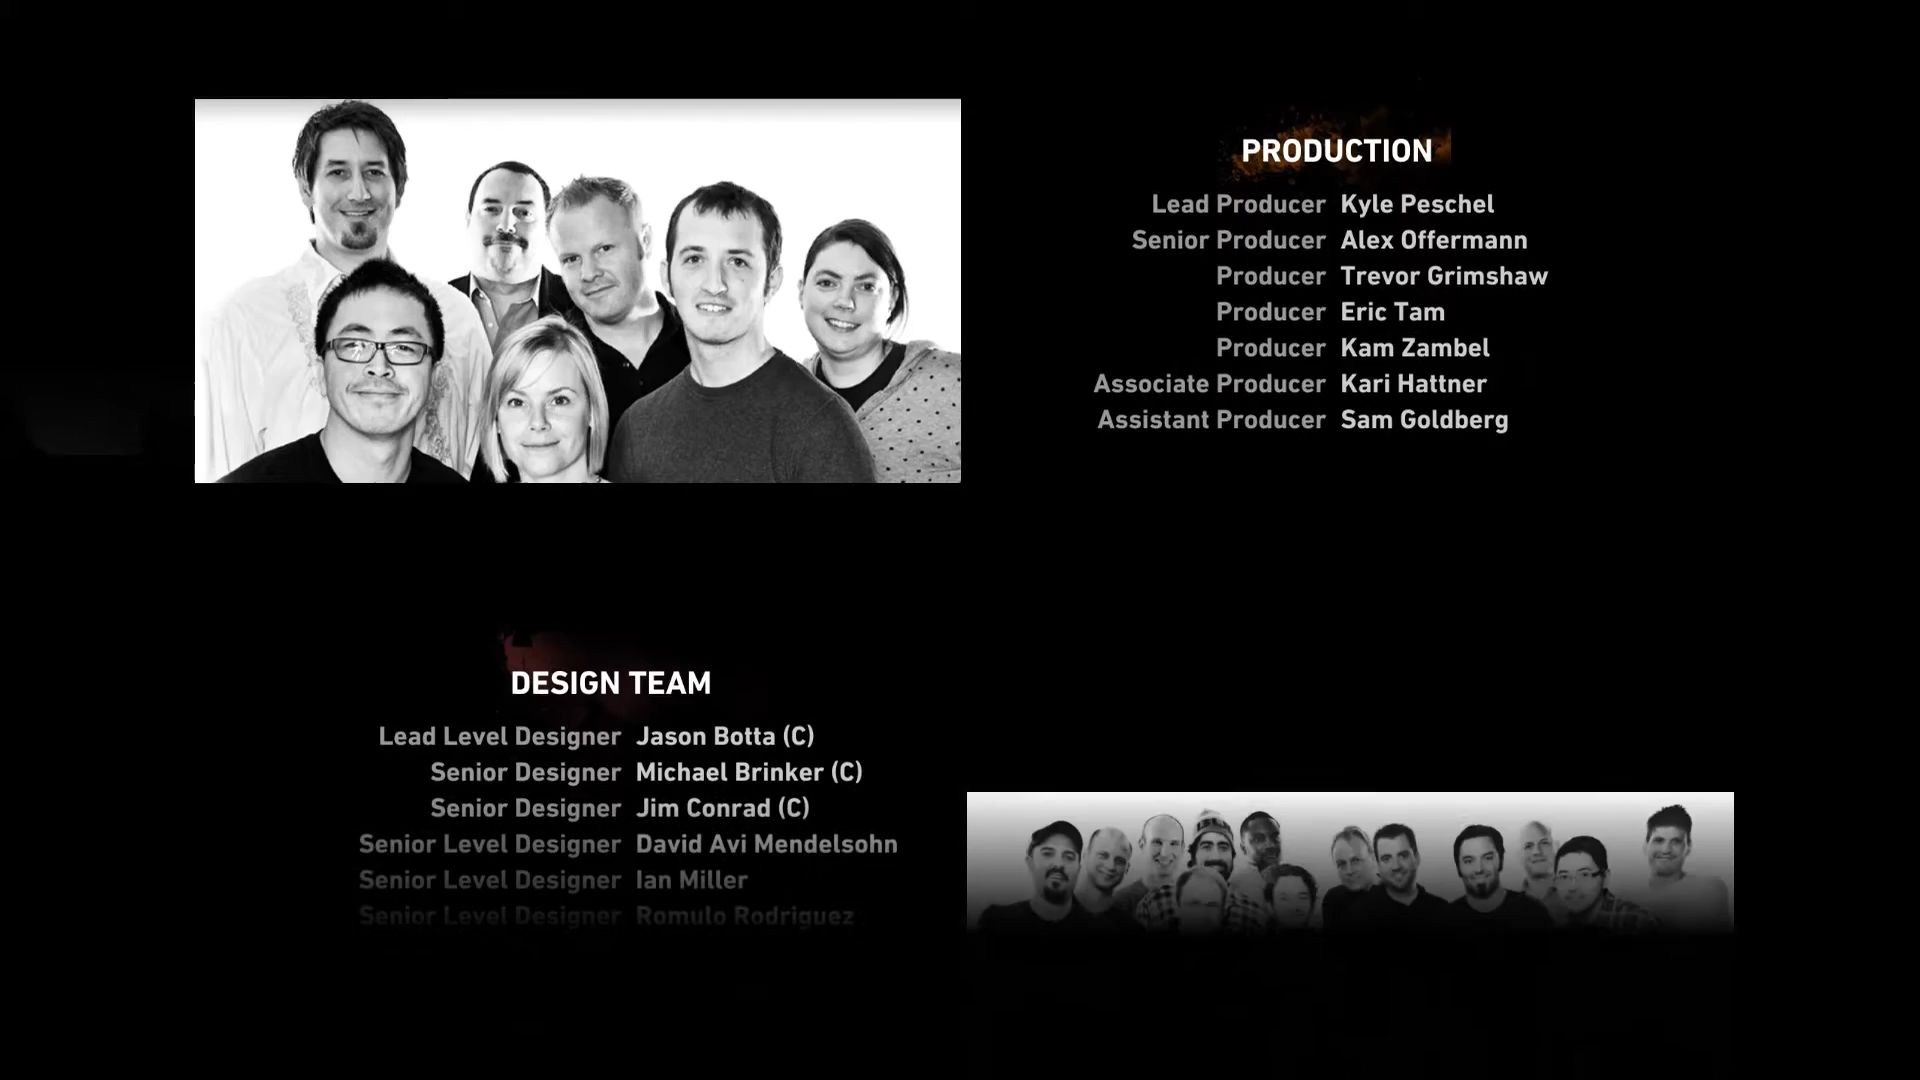 PRODUCTION
Lead Producer Kyle Peschel
Senior Producer Alex Offermann
Producer Trevor Grimshaw
Producer Eric Tam
Producer Kam Zambel
Associate Producer Kari Hattner
Assistant Producer Sam Goldberg
DESIGN TEAM
Lead Level Designer Jason Botta (C)
Senior Designer Michael Brinker (C)
Senior Designer Jim Conrad (C)
Senior Level Designer David Avi Mendelsohn
Senior Level Designer Ian Miller
Senior Level Designer Romulo Rodriguez